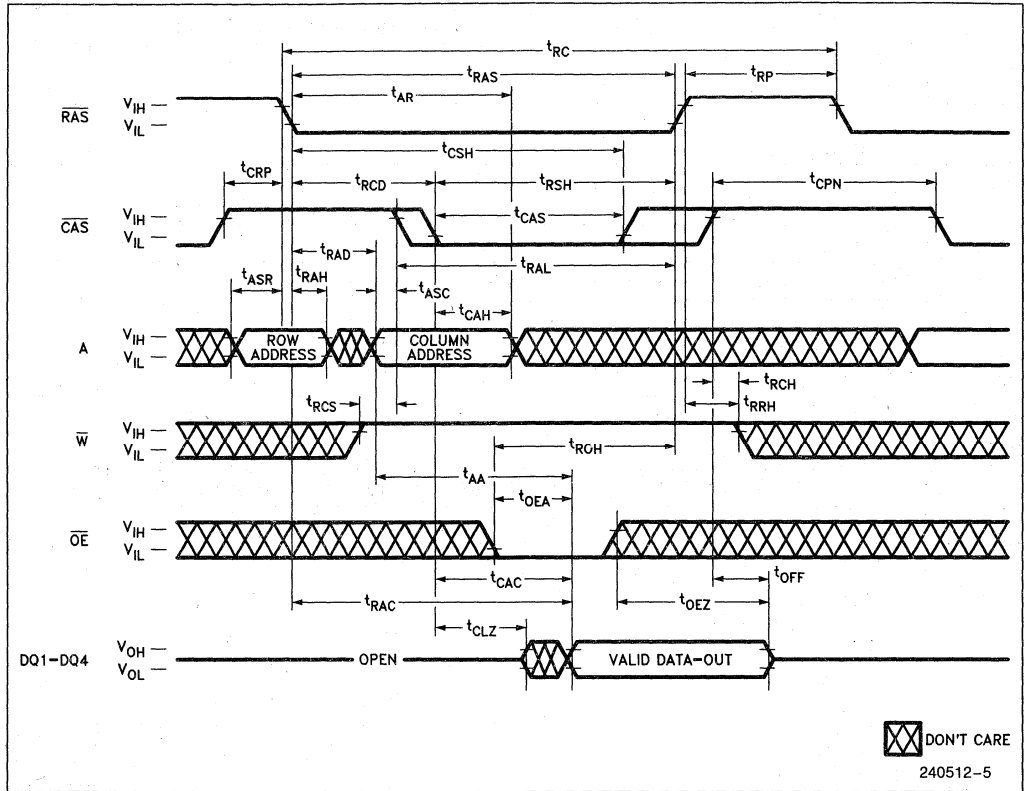 tRC
tRAS
tRP
tAR
RAS
VIH
VIL
tCSH
tCRP
tRCD
tRSH
tCPN
CAS
VIH
VIL
tCAS
tRAD
tRAL
tASR
tRAH
tASC
tCAH
A
VIH
VIL
ROW ADDRESS
COLUMN ADDRESS
tRCH
tRCS
tRRH
W
VIH
VIL
tROH
tAA
tOEA
OE
VIH
VIL
tCAC
tOFF
tRAC
tOEZ
tCLZ
DQ1-DQ4
VOH
VOL
OPEN
VALID DATA-OUT
DON'T CARE
240512-5